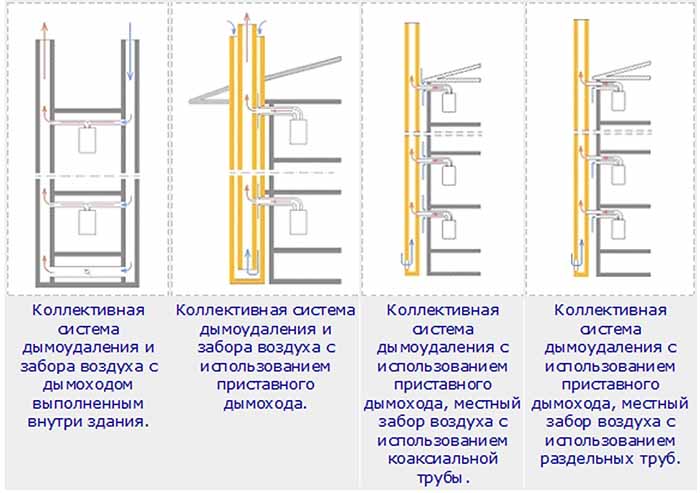 Коллективная
система
дымоудаления и
забора воздуха с
дымоходом
выполненным
внутри здания.
Коллективная система
дымоудаления и
забора воздуха с
использованием
приставного
дымохода.
Коллективная
система
дымоудаления с
использованием
приставного
дымохода, местный
забор воздуха с
использованием
коаксиальной
трубы.
Коллективная
система
дымоудаления с
использованием
приставного
дымохода, местный
забор воздуха с
использованием
раздельных труб.